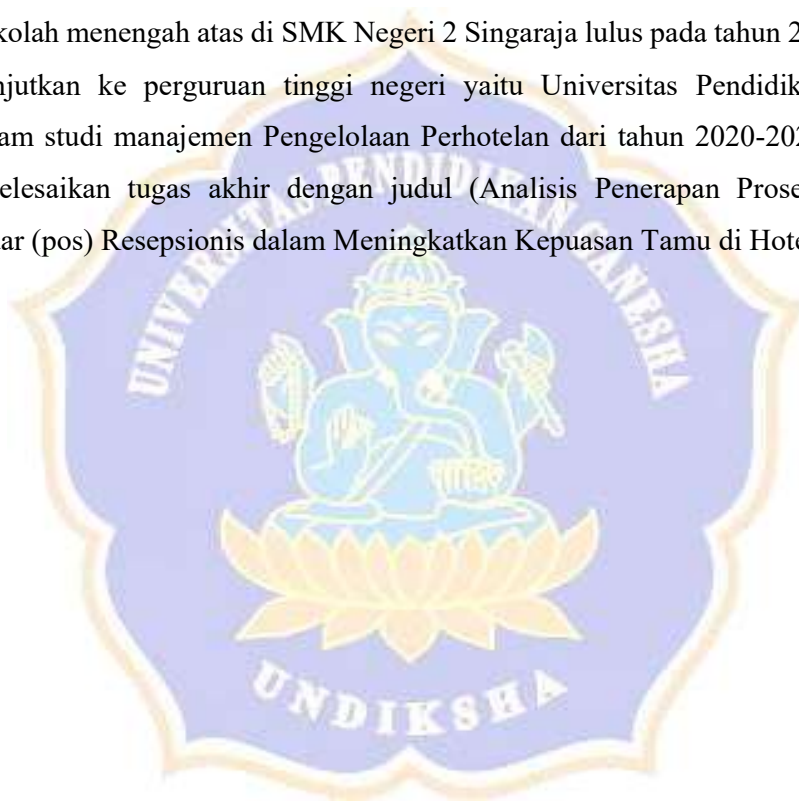 kolah menengah atas di SMK Negeri 2 Singaraja lulus pada tahun 2
njutkan ke perguruan tinggi negeri yaitu Universitas Pendidik
am studi manajemen Pengelolaan Perhotelan dari tahun 2020-202
elesaikan tugas akhir dengan judul (Analisis Penerapan Prose
ar (pos) Resepsionis dalam Meningkatkan Kepuasan Tamu di Hote
UNIVERSITAS PENDIDIKAN GANESHA
UNDIKSHA